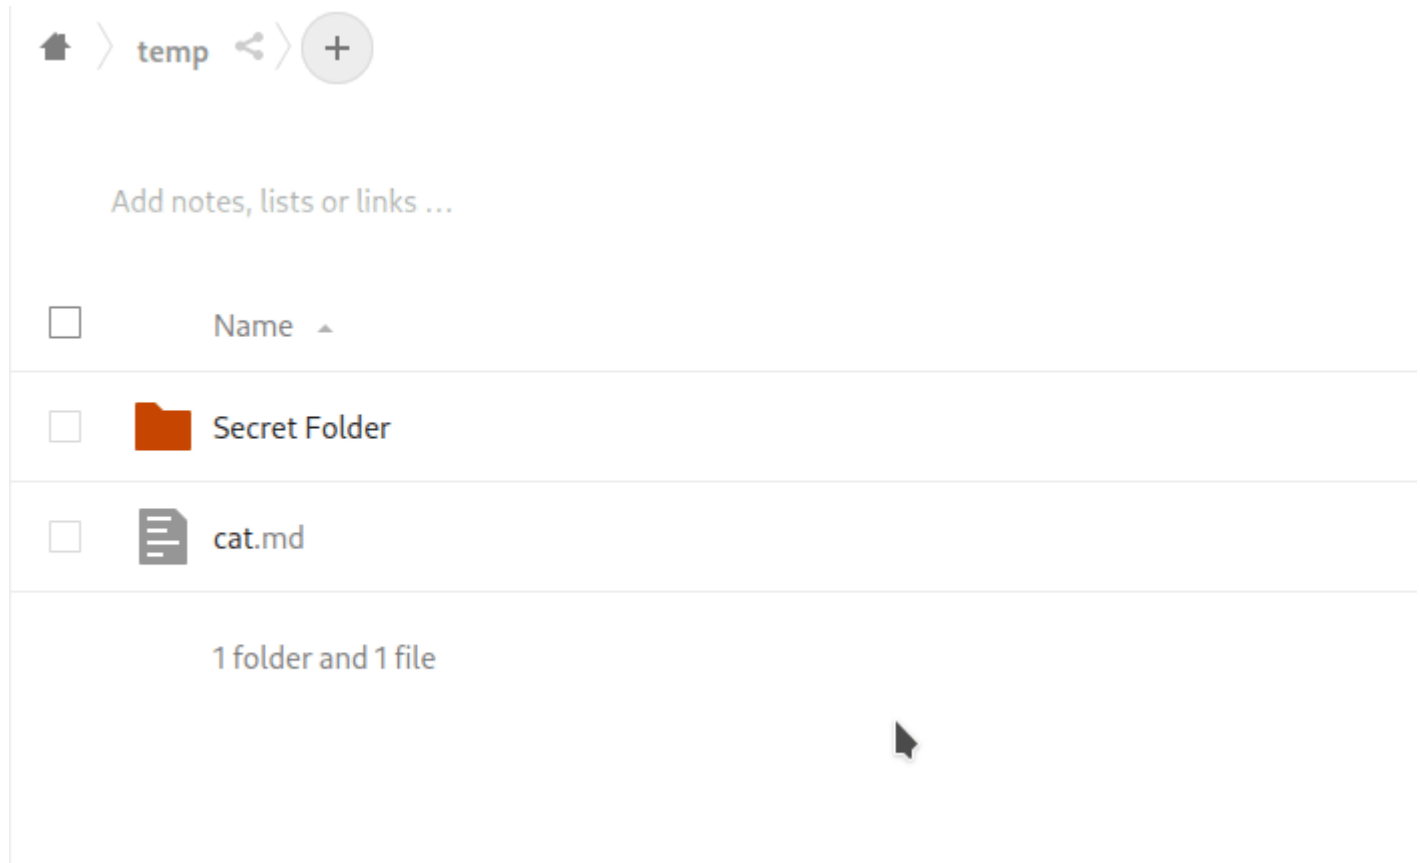 temp
+
Add notes, lists or links ...
Name
Secret Folder
cat.md
1 folder and 1 file